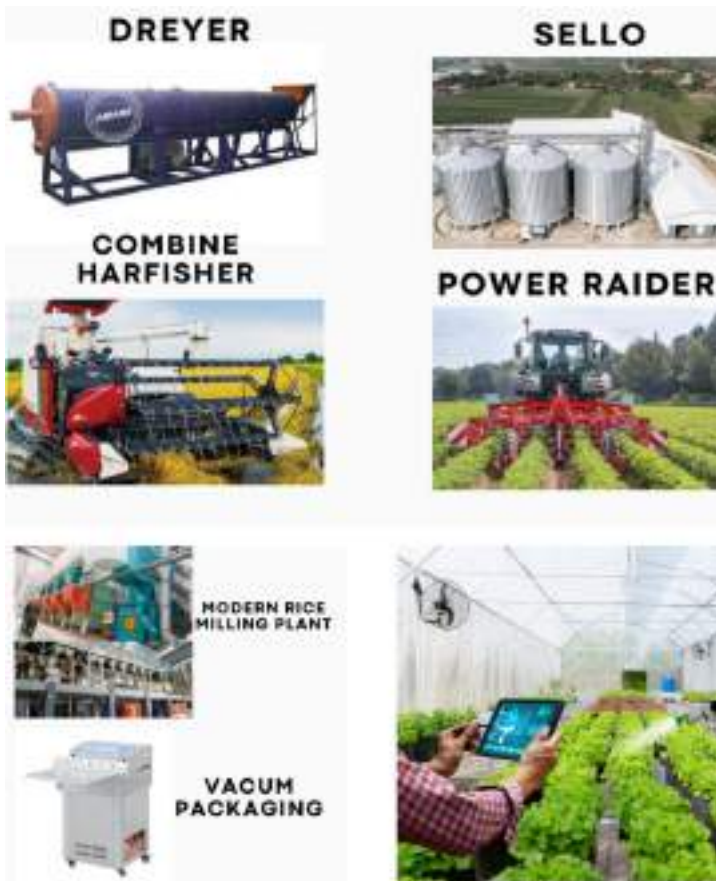 DREYER
SELLO
COMBINE
HARFISHER
POWER RAIDER
MODERN RICE
MILLING PLANT
VACUM
PACKAGING